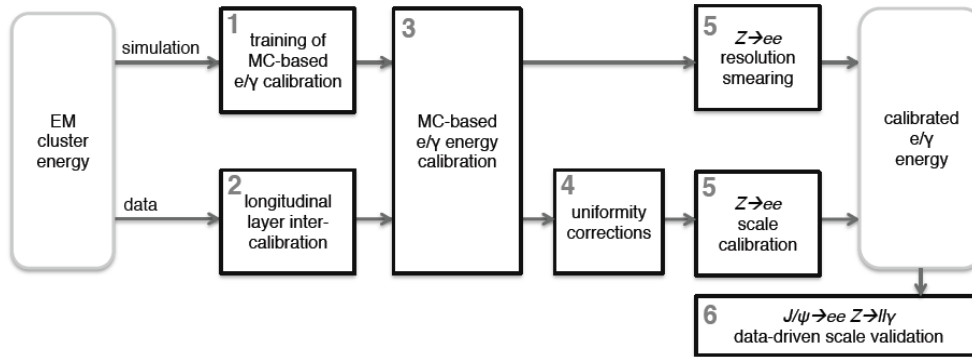 EM
cluster
energy
simulation
data
1
training of
MC-based
e/γ calibration
2
longitudinal
layer inter-
calibration
3
MC-based
e/γ energy
calibration
4
uniformity
corrections
5
Z→ee
resolution
smearing
5
Z→ee
scale
calibration
calibrated
e/γ
energy
6
J/ψ→ee Z→llγ
data-driven scale validation